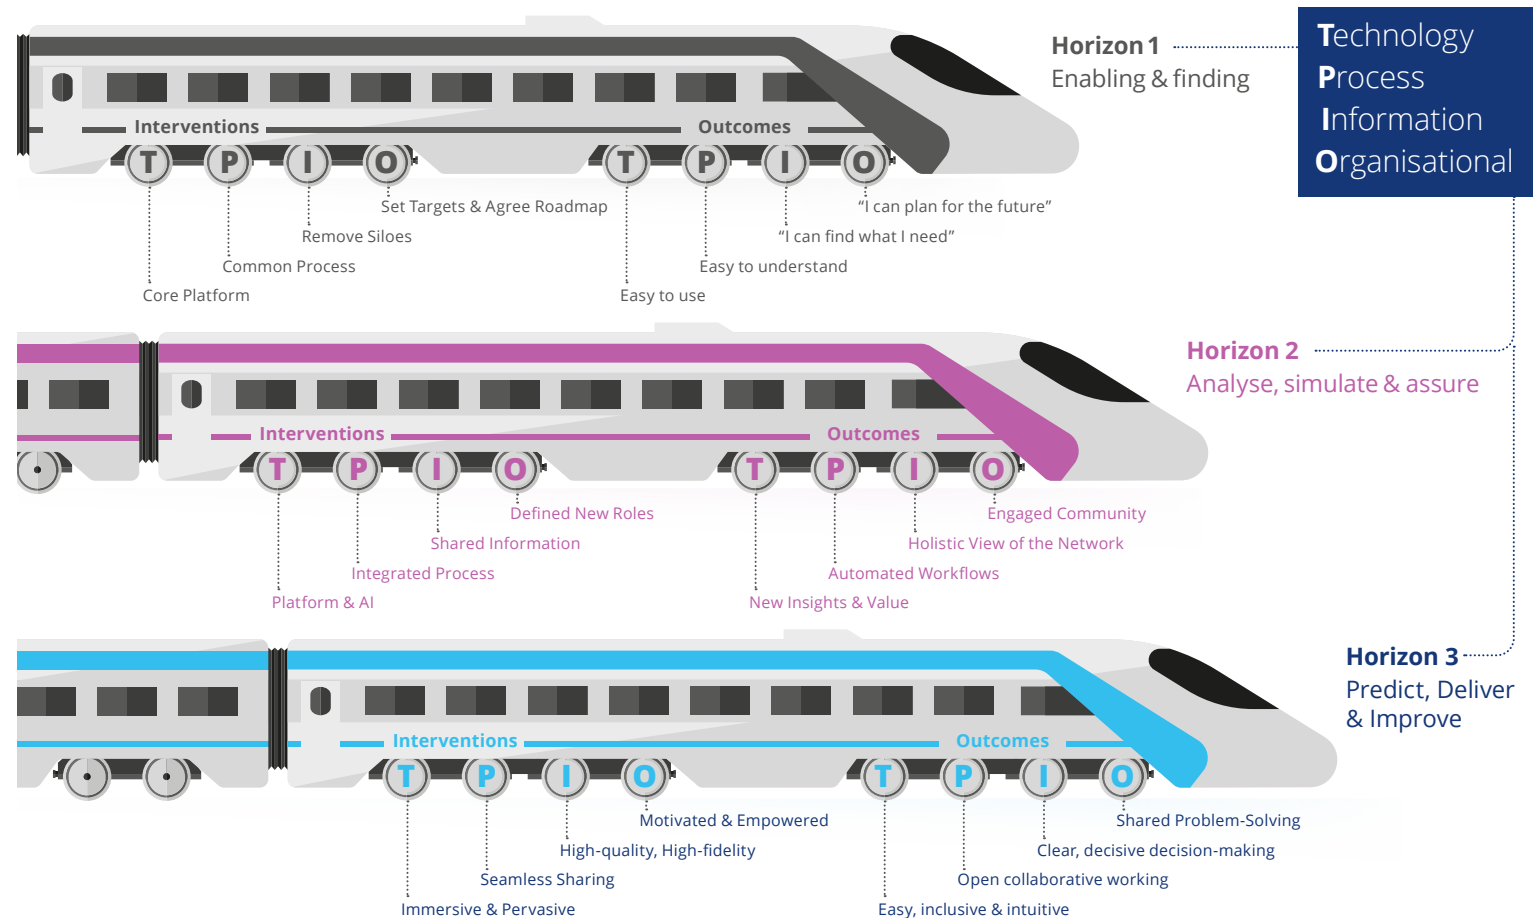 Horizon 1
Enabling & finding
Technology
Process
Information
Organisational
Interventions
Outcomes
T P I O
T P I O
Set Targets & Agree Roadmap
Remove Siloes
Common Process
Core Platform
“I can plan for the future”
“I can find what I need”
Easy to understand
Easy to use
Horizon 2
Analyse, simulate & assure
Interventions
Outcomes
T P I O
T P I O
Defined New Roles
Shared Information
Integrated Process
Platform & AI
Engaged Community
Holistic View of the Network
Automated Workflows
New Insights & Value
Horizon 3
Predict, Deliver
& Improve
Interventions
Outcomes
T P I O
T P I O
Motivated & Empowered
High-quality, High-fidelity
Seamless Sharing
Immersive & Pervasive
Shared Problem-Solving
Clear, decisive decision-making
Open collaborative working
Easy, inclusive & intuitive